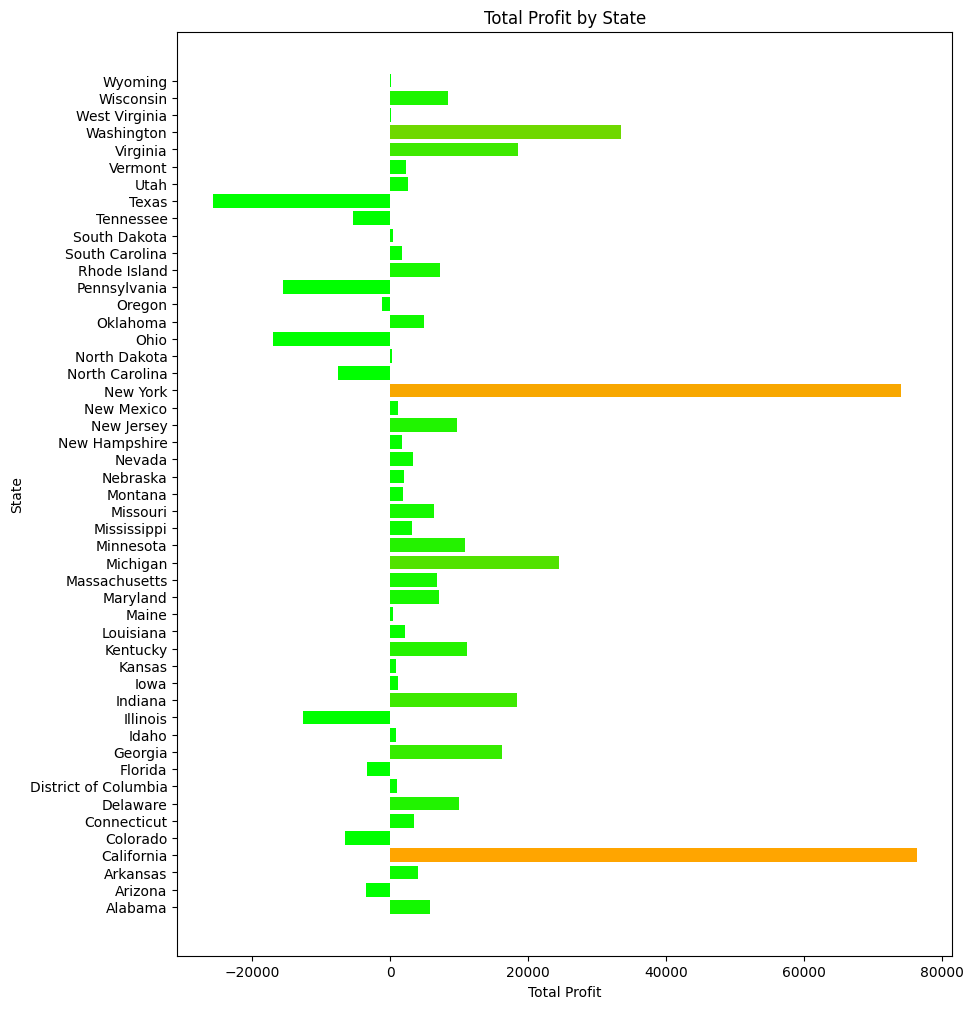 Total Profit by State
Wyoming
Wisconsin
West Virginia
Washington
Virginia
Vermont
Utah
Texas
Tennessee
South Dakota
South Carolina
Rhode Island
Pennsylvania
Oregon
Oklahoma
Ohio
North Dakota
North Carolina
New York
New Mexico
New Jersey
New Hampshire
Nevada
Nebraska
Montana
Missouri
Mississippi
Minnesota
Michigan
Massachusetts
Maryland
Maine
Louisiana
Kentucky
Kansas
Iowa
Indiana
Illinois
Idaho
Georgia
Florida
District of Columbia
Delaware
Connecticut
Colorado
California
Arkansas
Arizona
Alabama
State
−20000 0 20000 40000 60000 80000
Total Profit